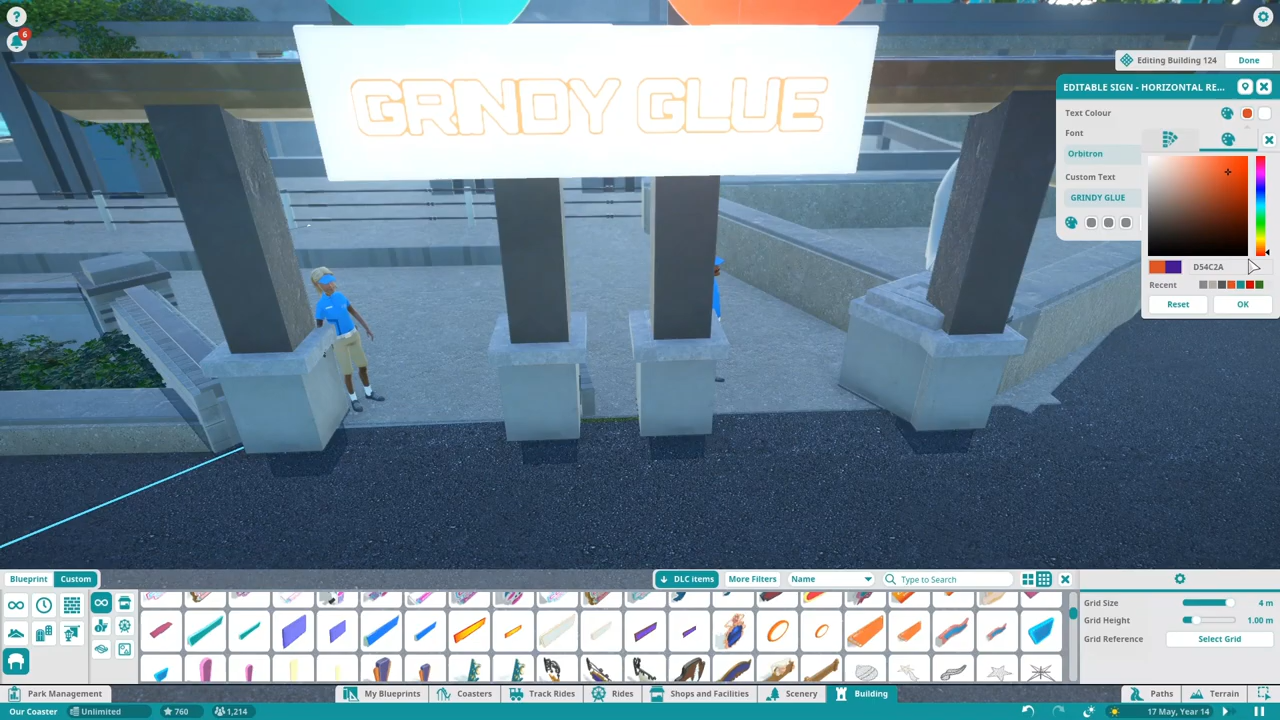 6
GRINDY GLUE
Editing Building 124
Done
EDITABLE SIGN - HORIZONTAL RE...
Text Colour
Font
Orbitron
Custom Text
GRINDY GLUE
D54C2A
Recent
Reset
OK
Blueprint
Custom
DLC items
More Filters
Name
Type to Search
Grid Size
4 m
Grid Height
1.00 m
Grid Reference
Select Grid
Park Management
My Blueprints
Coasters
Track Rides
Rides
Shops and Facilities
Scenery
Building
Paths
Terrain
Our Coaster
Unlimited
760
1,214
17 May, Year 14